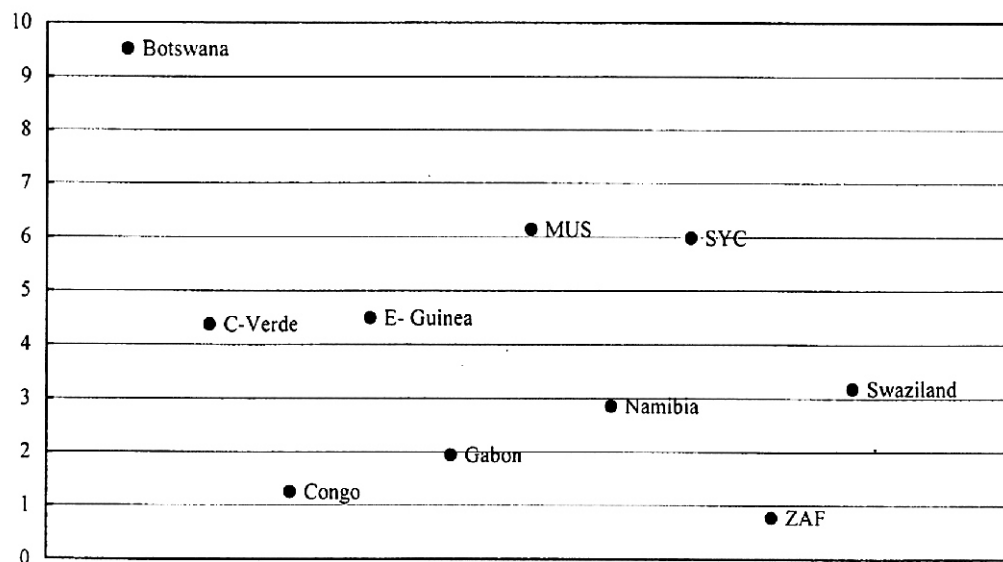 10
Botswana
9
8
7
MUS
6
SYC
5
C-Verde
E- Guinea
4
3
Namibia
Swaziland
2
Gabon
Congo
1
ZAF
0